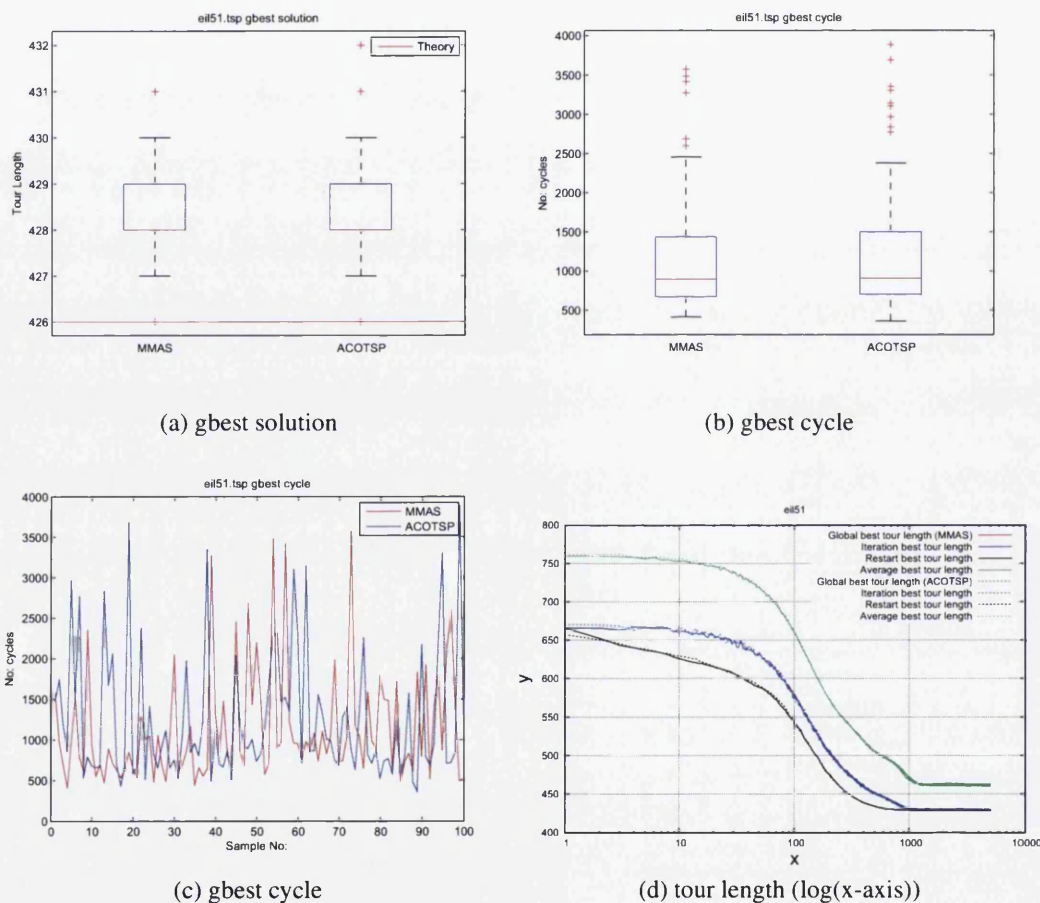 eil51.tsp gbest solution
Theory
432
431
430
429
428
427
426
Tour Length
MMAS
ACOTSP
(a) gbest solution
eil51.tsp gbest cycle
4000
3500
3000
2500
2000
1500
1000
500
No: cycles
MMAS
ACOTSP
(b) gbest cycle
eil51.tsp gbest cycle
MMAS
ACOTSP
4000
3500
3000
2500
2000
1500
1000
500
0
No: cycles
0 10 20 30 40 50 60 70 80 90 100
Sample No:
(c) gbest cycle
eil51
Global best tour length (MMAS)
Iteration best tour length
Restart best tour length
Average best tour length
Global best tour length (ACOTSP)
Iteration best tour length
Restart best tour length
Average best tour length
800
750
700
650
600
550
500
450
400
y
1 10 100 1000 10000
x
(d) tour length (log(x-axis))